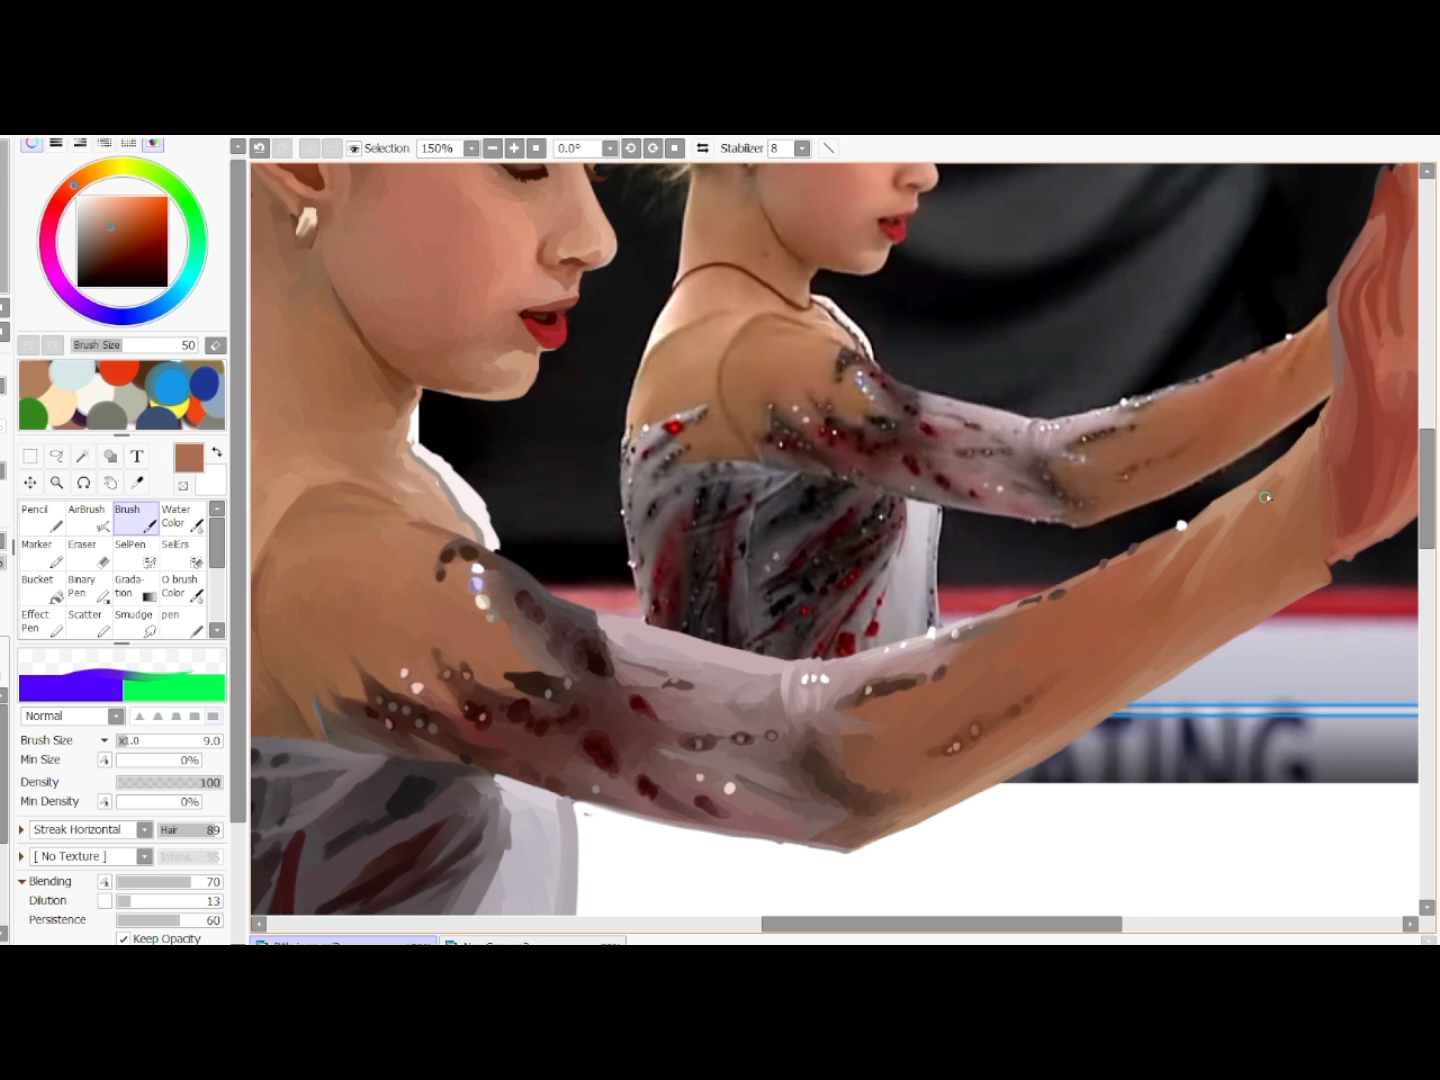 Selection 150% 0.0° Stabilizer 8
Brush Size 50
T
Pencil AirBrush Brush Water Color
Marker Eraser SelPen SelErs
Bucket Binary Pen Grada-tion O brush Color
Effect Pen Scatter Smudge pen
Normal
Brush Size x1.0 9.0
Min Size 0%
Density 100
Min Density 0%
Streak Horizontal Hair 89
[ No Texture ] Intens. 95
Blending 70
Dilution 13
Persistence 60
Keep Opacity
ATING